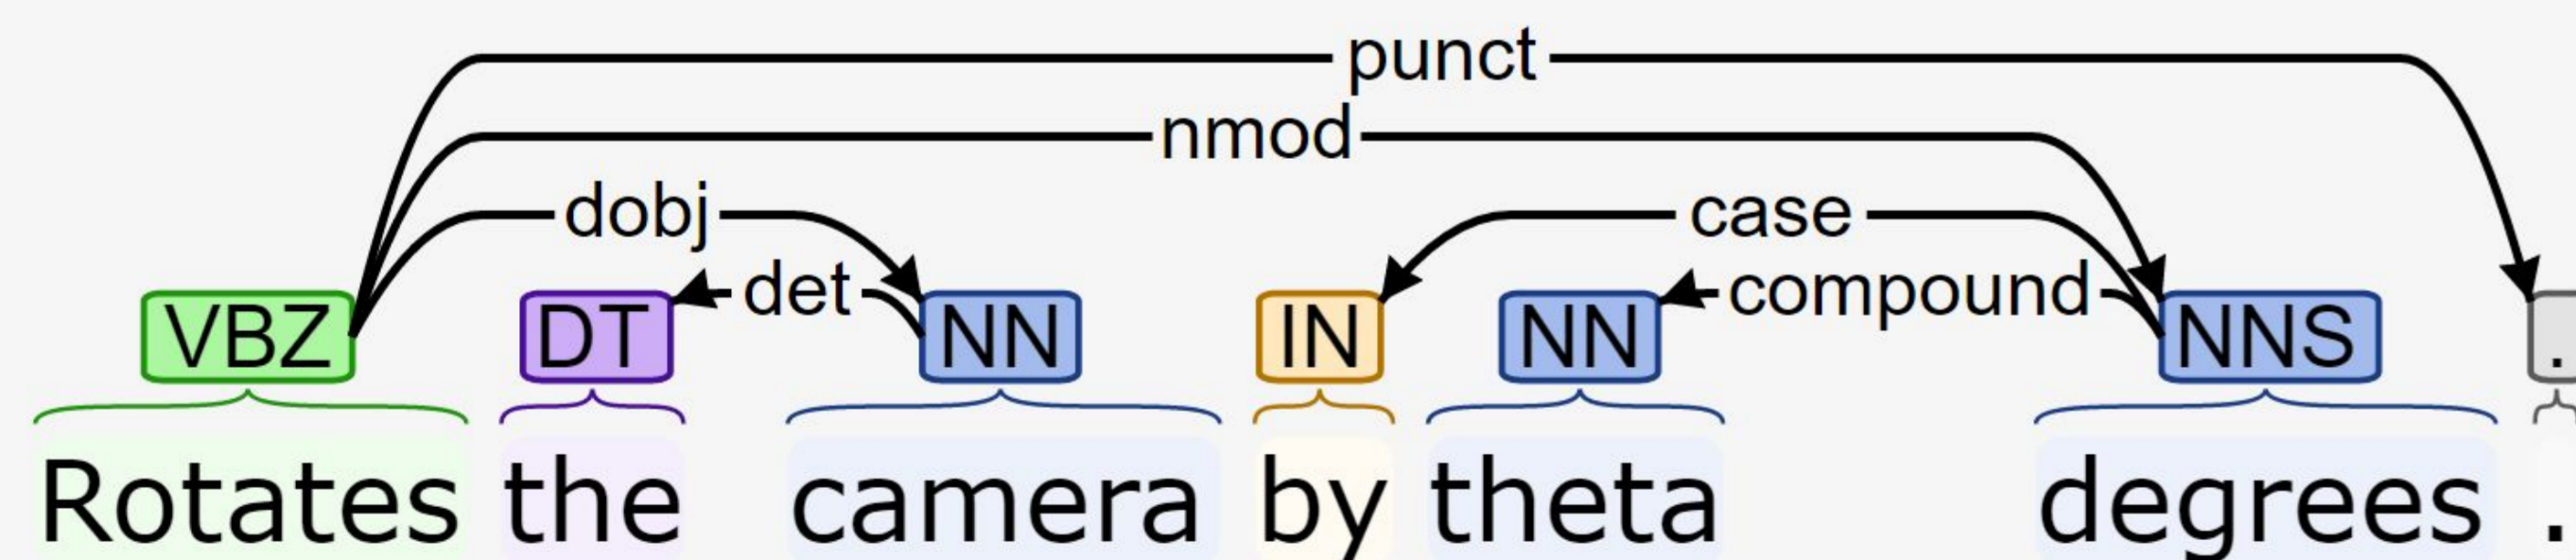 punct
nmod
dobj case
det compound
VBZ DT NN IN NN NNS .
Rotates the camera by theta degrees .